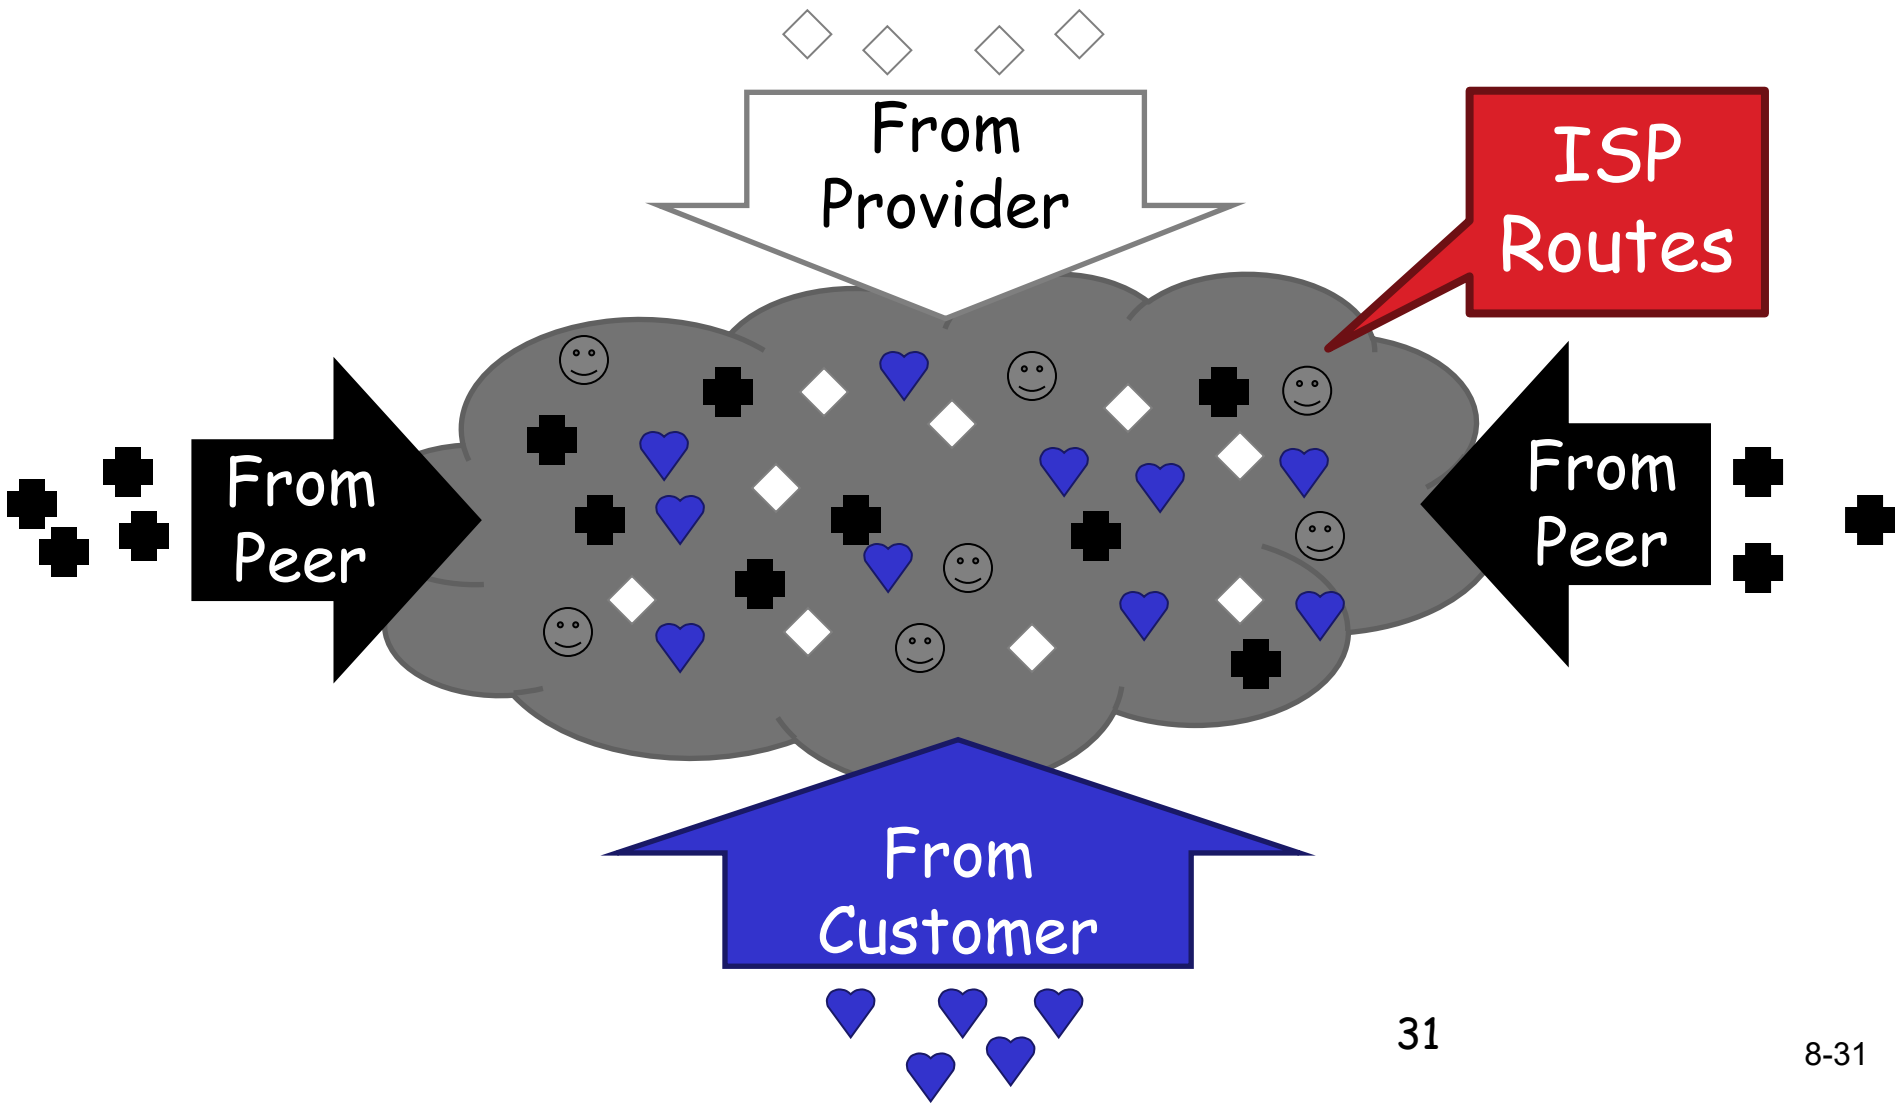 From
Provider
ISP
Routes
From
Peer
From
Peer
From
Customer
31
8-31